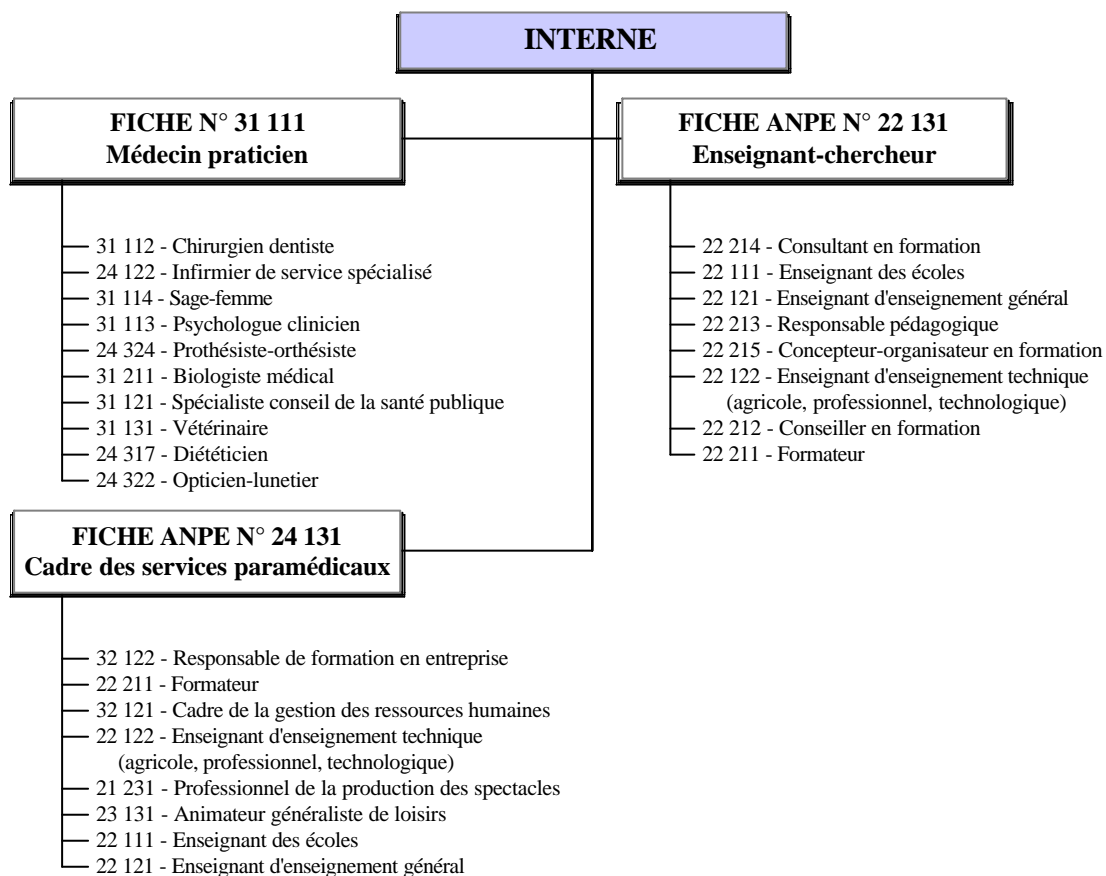 INTERNE
FICHE N° 31 111
Médecin praticien
31 112 - Chirurgien dentiste
24 122 - Infirmier de service spécialisé
31 114 - Sage-femme
31 113 - Psychologue clinicien
24 324 - Prothésiste-orthésiste
31 211 - Biologiste médical
31 121 - Spécialiste conseil de la santé publique
31 131 - Vétérinaire
24 317 - Diététicien
24 322 - Opticien-lunetier
FICHE ANPE N° 22 131
Enseignant-chercheur
22 214 - Consultant en formation
22 111 - Enseignant des écoles
22 121 - Enseignant d'enseignement général
22 213 - Responsable pédagogique
22 215 - Concepteur-organisateur en formation
22 122 - Enseignant d'enseignement technique
(agricole, professionnel, technologique)
22 212 - Conseiller en formation
22 211 - Formateur
FICHE ANPE N° 24 131
Cadre des services paramédicaux
32 122 - Responsable de formation en entreprise
22 211 - Formateur
32 121 - Cadre de la gestion des ressources humaines
22 122 - Enseignant d'enseignement technique
(agricole, professionnel, technologique)
21 231 - Professionnel de la production des spectacles
23 131 - Animateur généraliste de loisirs
22 111 - Enseignant des écoles
22 121 - Enseignant d'enseignement général